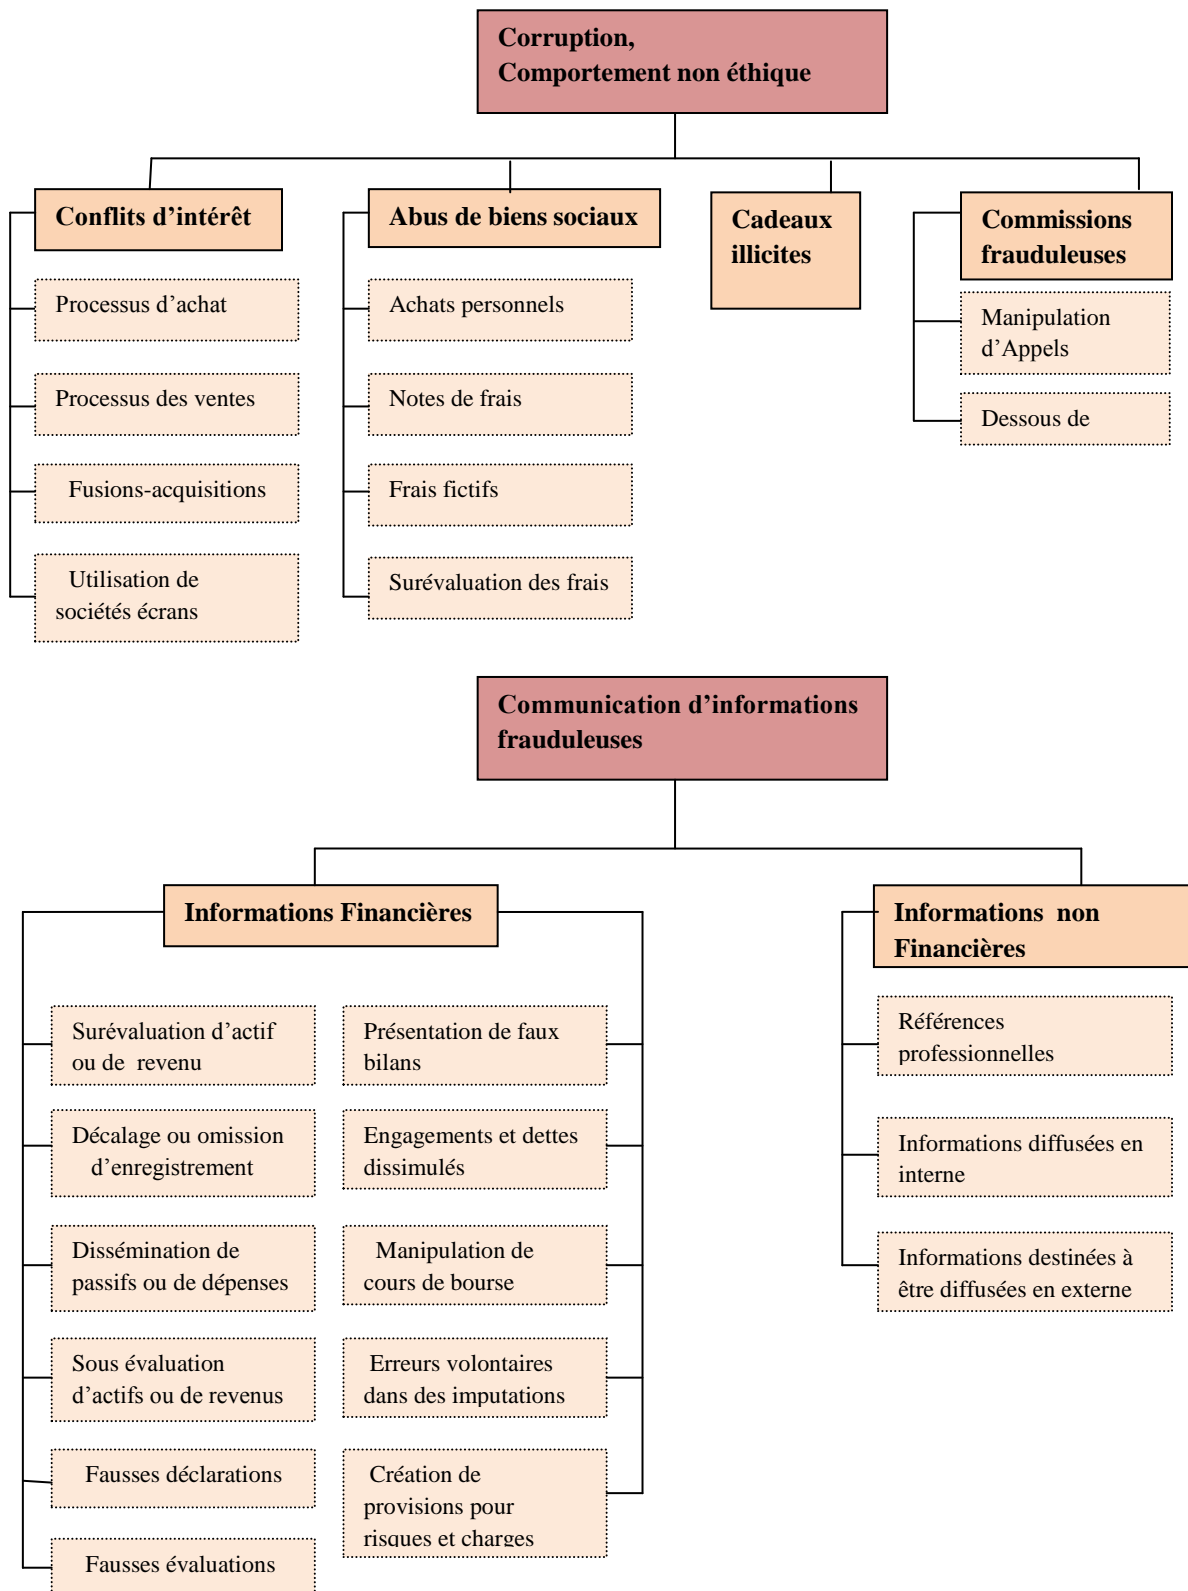 Corruption,
Comportement non éthique
Conflits d’intérêt
Processus d’achat
Processus des ventes
Fusions-acquisitions
Utilisation de
sociétés écrans
Abus de biens sociaux
Achats personnels
Notes de frais
Frais fictifs
Surévaluation des frais
Cadeaux
illicites
Commissions
frauduleuses
Manipulation
d’Appels
Dessous de
Communication d’informations
frauduleuses
Informations Financières
Surévaluation d’actif
ou de revenu
Décalage ou omission
d’enregistrement
Dissémination de
passifs ou de dépenses
Sous évaluation
d’actifs ou de revenus
Fausses déclarations
Fausses évaluations
Présentation de faux
bilans
Engagements et dettes
dissimulés
Manipulation de
cours de bourse
Erreurs volontaires
dans des imputations
Création de
provisions pour
risques et charges
Informations non
Financières
Références
professionnelles
Informations diffusées en
interne
Informations destinées à
être diffusées en externe